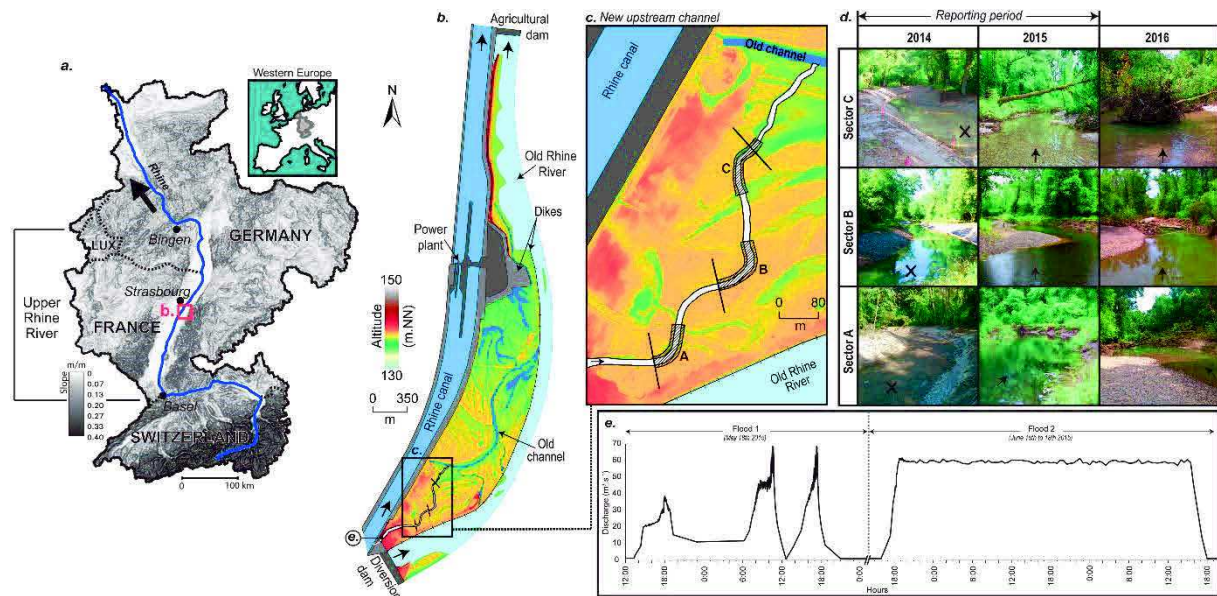 a.
Western Europe
Rhine
Bingen
LUX
GERMANY
Strasbourg
b.
FRANCE
Upper
Rhine
River
Basel
SWITZERLAND
Slope
m/m
0
0.07
0.13
0.20
0.27
0.33
0.40
0 100 km
b.
Agricultural
dam
N
Rhine canal
Old Rhine
River
Dikes
Power
plant
150
Altitude
(m.NN)
130
0 350
m
Old
channel
c.
e.
Diversion
dam
c. New upstream channel
Old channel
Rhine canal
C
B
A
0 80
m
Old Rhine
River
d.
Reporting period
2014 2015 2016
Sector C
Sector B
Sector A
e.
Flood 1
Flood 2
Discharge (m³.s⁻¹)
70
60
50
40
30
20
10
0
12:00 18:00 0:00 6:00 12:00 18:00 0:00 18:00 0:00 8:00 12:00 18:00 0:00 8:00 12:00 18:00
Hours